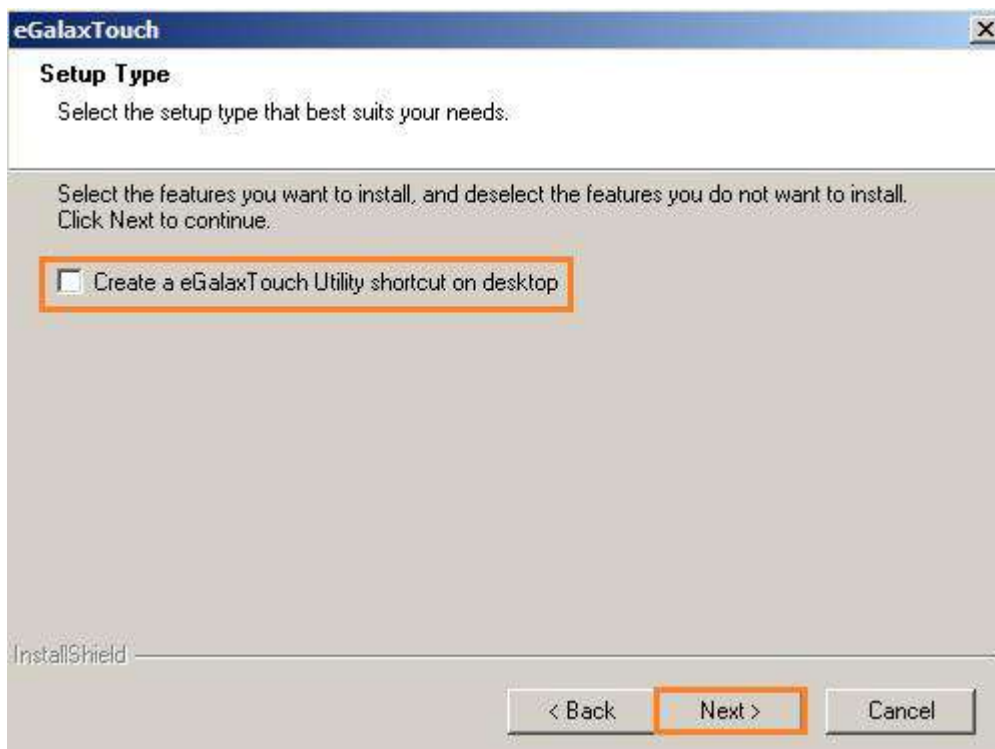 eGalaxTouch
Setup Type
Select the setup type that best suits your needs.
Select the features you want to install, and deselect the features you do not want to install.
Click Next to continue.
Create a eGalaxTouch Utility shortcut on desktop
InstallShield
< Back Next > Cancel